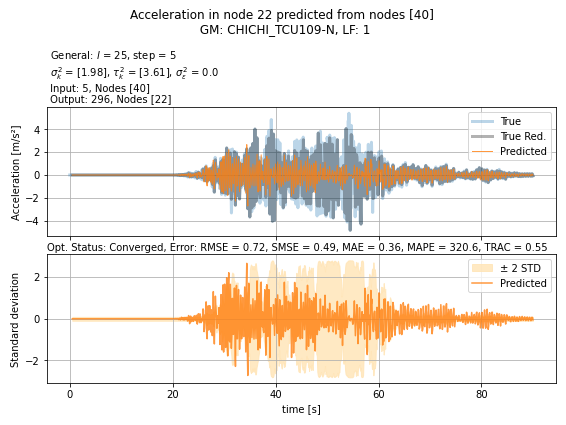 Acceleration in node 22 predicted from nodes [40]
GM: CHICHI_TCU109-N, LF: 1
General: l = 25, step = 5
σ²ₖ = [1.98], τ²ₖ = [3.61], σ²ε = 0.0
Input: 5, Nodes [40]
Output: 296, Nodes [22]
Acceleration [m/s²]
4
2
0
−2
−4
True
True Red.
Predicted
Opt. Status: Converged, Error: RMSE = 0.72, SMSE = 0.49, MAE = 0.36, MAPE = 320.6, TRAC = 0.55
Standard deviation
2
0
−2
± 2 STD
Predicted
0 20 40 60 80
time [s]